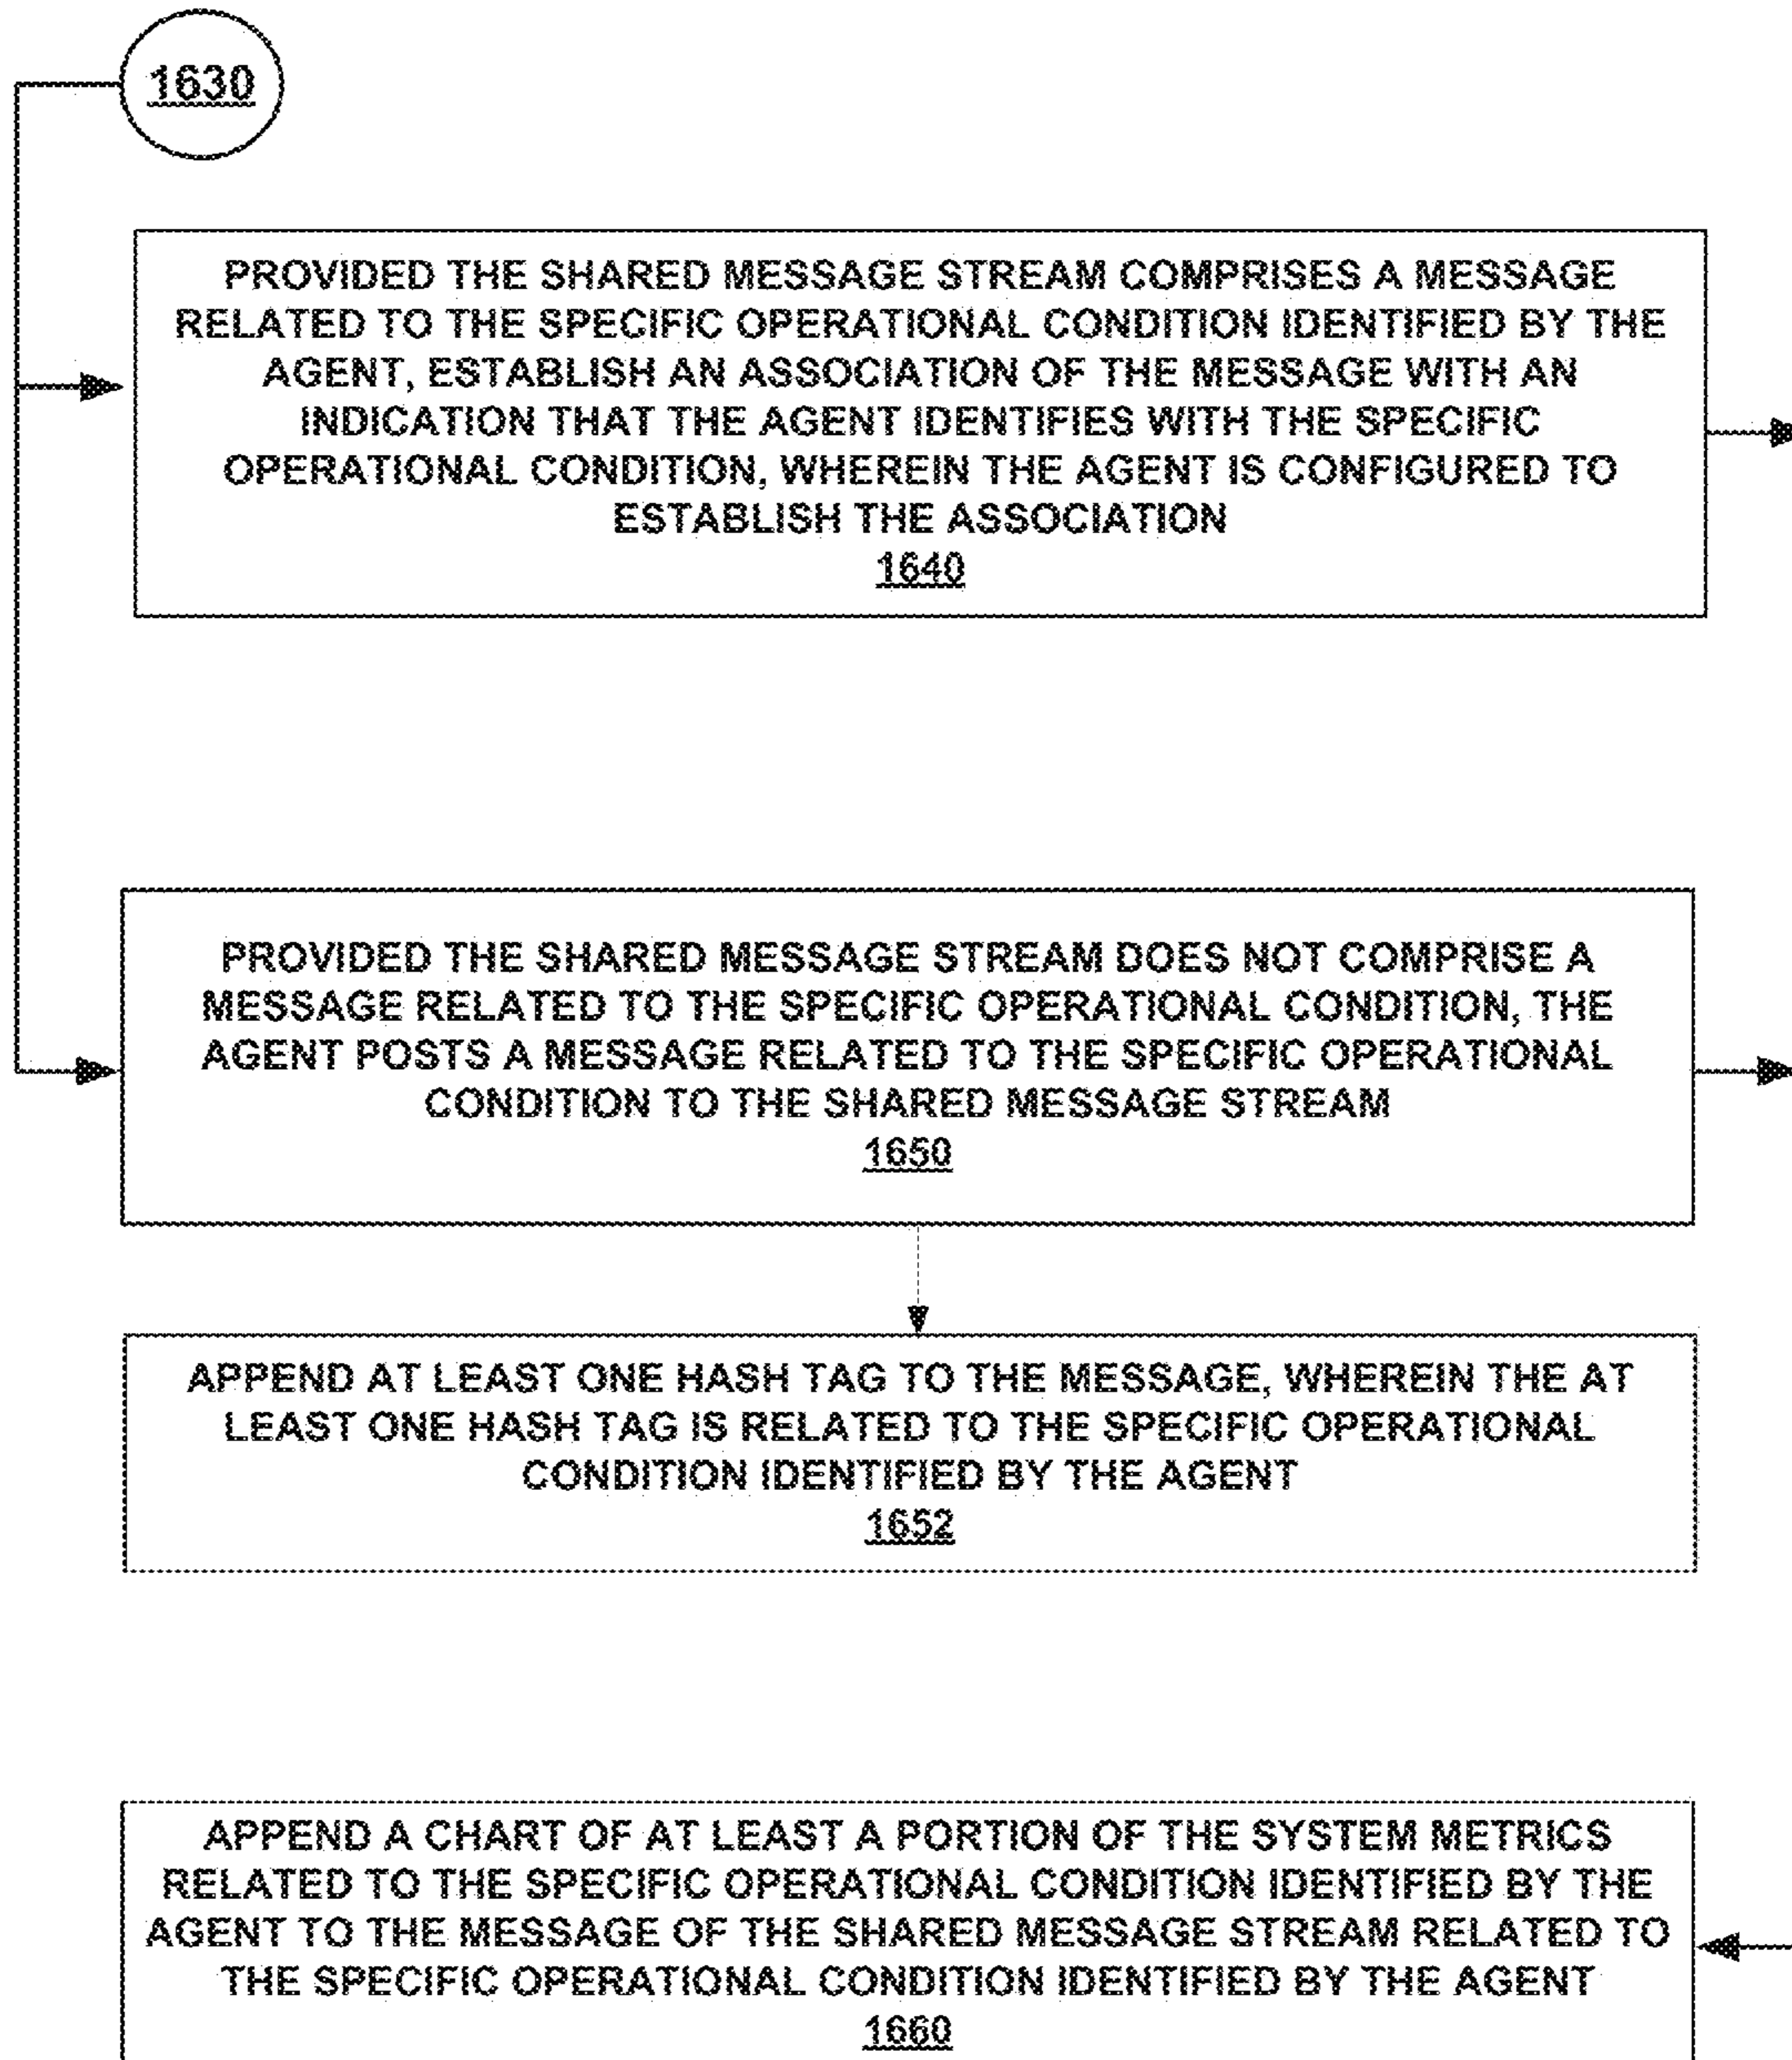 1630
PROVIDED THE SHARED MESSAGE STREAM COMPRISES A MESSAGE
RELATED TO THE SPECIFIC OPERATIONAL CONDITION IDENTIFIED BY THE
AGENT, ESTABLISH AN ASSOCIATION OF THE MESSAGE WITH AN
INDICATION THAT THE AGENT IDENTIFIES WITH THE SPECIFIC
OPERATIONAL CONDITION, WHEREIN THE AGENT IS CONFIGURED TO
ESTABLISH THE ASSOCIATION
1640
PROVIDED THE SHARED MESSAGE STREAM DOES NOT COMPRISE A
MESSAGE RELATED TO THE SPECIFIC OPERATIONAL CONDITION, THE
AGENT POSTS A MESSAGE RELATED TO THE SPECIFIC OPERATIONAL
CONDITION TO THE SHARED MESSAGE STREAM
1650
APPEND AT LEAST ONE HASH TAG TO THE MESSAGE, WHEREIN THE AT
LEAST ONE HASH TAG IS RELATED TO THE SPECIFIC OPERATIONAL
CONDITION IDENTIFIED BY THE AGENT
1652
APPEND A CHART OF AT LEAST A PORTION OF THE SYSTEM METRICS
RELATED TO THE SPECIFIC OPERATIONAL CONDITION IDENTIFIED BY THE
AGENT TO THE MESSAGE OF THE SHARED MESSAGE STREAM RELATED TO
THE SPECIFIC OPERATIONAL CONDITION IDENTIFIED BY THE AGENT
1660